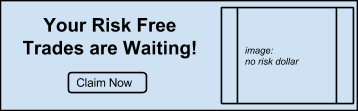 Your Risk Free
Trades are Waiting!
Claim Now
image:
no risk dollar